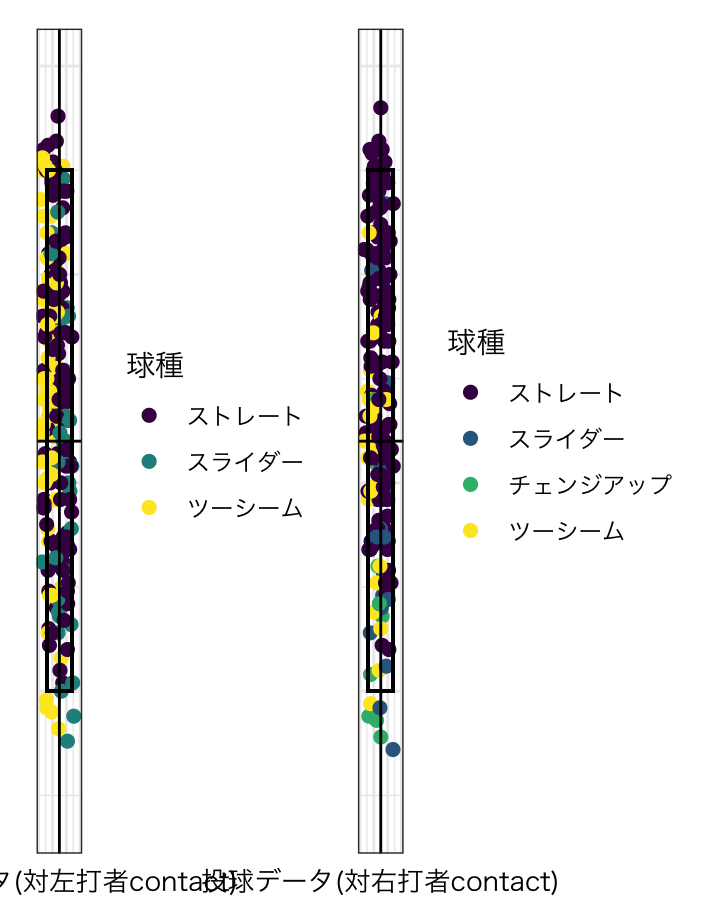 球種
ストレート
スライダー
ツーシーム
球種
ストレート
スライダー
チェンジアップ
ツーシーム
タ(対左打者contact)
投球データ(対右打者contact)